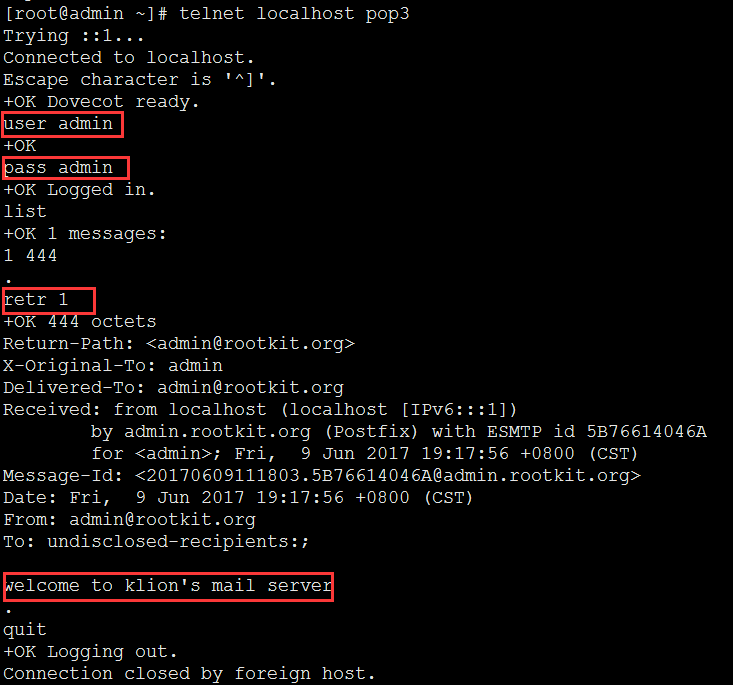 [root@admin ~]# telnet localhost pop3
Trying ::1...
Connected to localhost.
Escape character is '^]'.
+OK Dovecot ready.
user admin
+OK
pass admin
+OK Logged in.
list
+OK 1 messages:
1 444
.
retr 1
+OK 444 octets
Return-Path: <admin@rootkit.org>
X-Original-To: admin
Delivered-To: admin@rootkit.org
Received: from localhost (localhost [IPv6:::1])
        by admin.rootkit.org (Postfix) with ESMTP id 5B76614046A
        for <admin>; Fri,  9 Jun 2017 19:17:56 +0800 (CST)
Message-Id: <20170609111803.5B76614046A@admin.rootkit.org>
Date: Fri,  9 Jun 2017 19:17:56 +0800 (CST)
From: admin@rootkit.org
To: undisclosed-recipients:;

welcome to klion's mail server
.
quit
+OK Logging out.
Connection closed by foreign host.